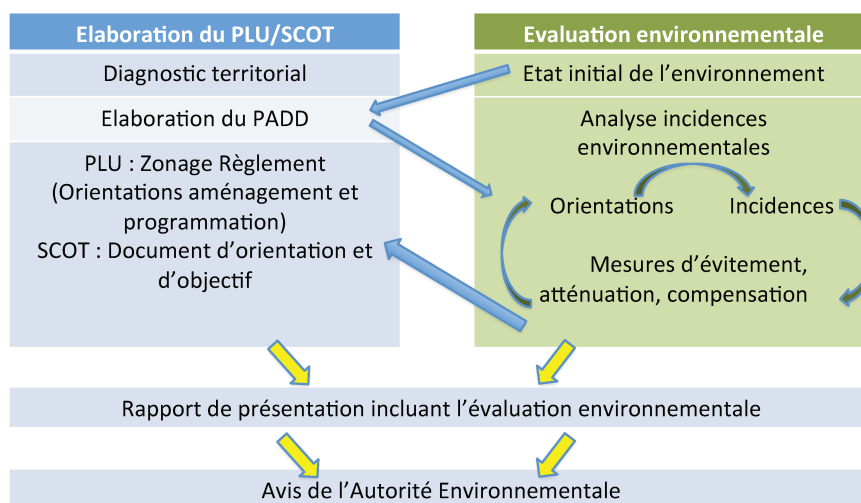 Elaboration du PLU/SCOT
Diagnostic territorial
Elaboration du PADD
PLU : Zonage Règlement
(Orientations aménagement et
programmation)
SCOT : Document d’orientation et
d’objectif
Evaluation environnementale
Etat initial de l’environnement
Analyse incidences
environnementales
Orientations
Incidences
Mesures d’évitement,
atténuation, compensation
Rapport de présentation incluant l’évaluation environnementale
Avis de l’Autorité Environnementale